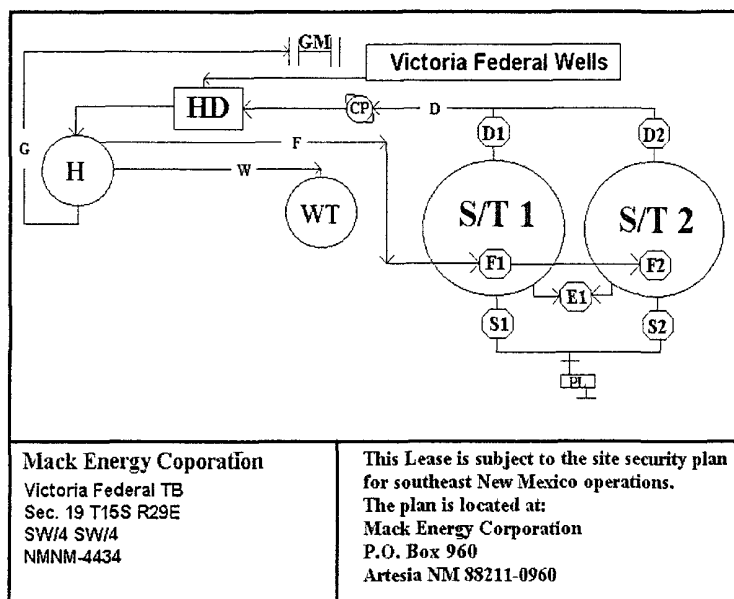 GM
Victoria Federal Wells
HD
CP
D
G
D1
D2
F
H
W
WT
S/T 1
S/T 2
F1
F2
E1
S1
S2
PL
Mack Energy Coporation
Victoria Federal TB
Sec. 19 T15S R29E
SW/4 SW/4
NMNM-4434
This Lease is subject to the site security plan
for southeast New Mexico operations.
The plan is located at:
Mack Energy Corporation
P.O. Box 960
Artesia NM 88211-0960